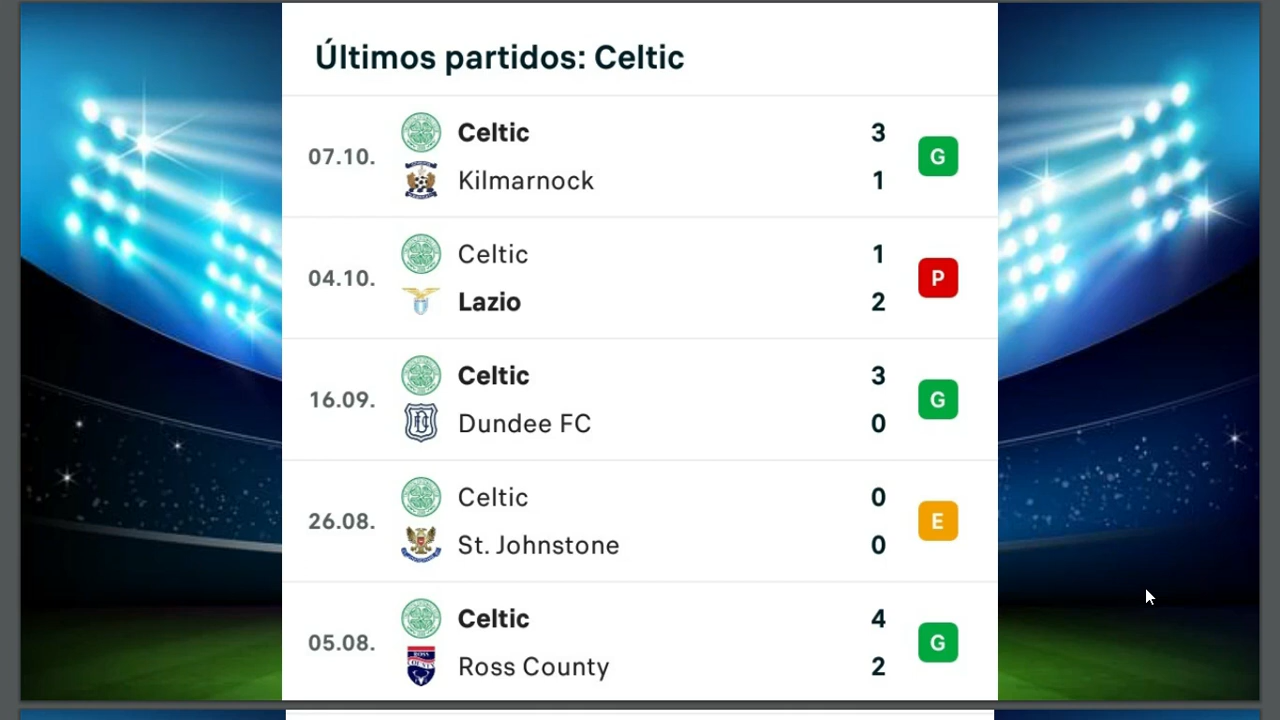 Últimos partidos: Celtic
07.10.
Celtic 3
Kilmarnock 1
G
04.10.
Celtic 1
Lazio 2
P
16.09.
Celtic 3
Dundee FC 0
G
26.08.
Celtic 0
St. Johnstone 0
E
05.08.
Celtic 4
Ross County 2
G